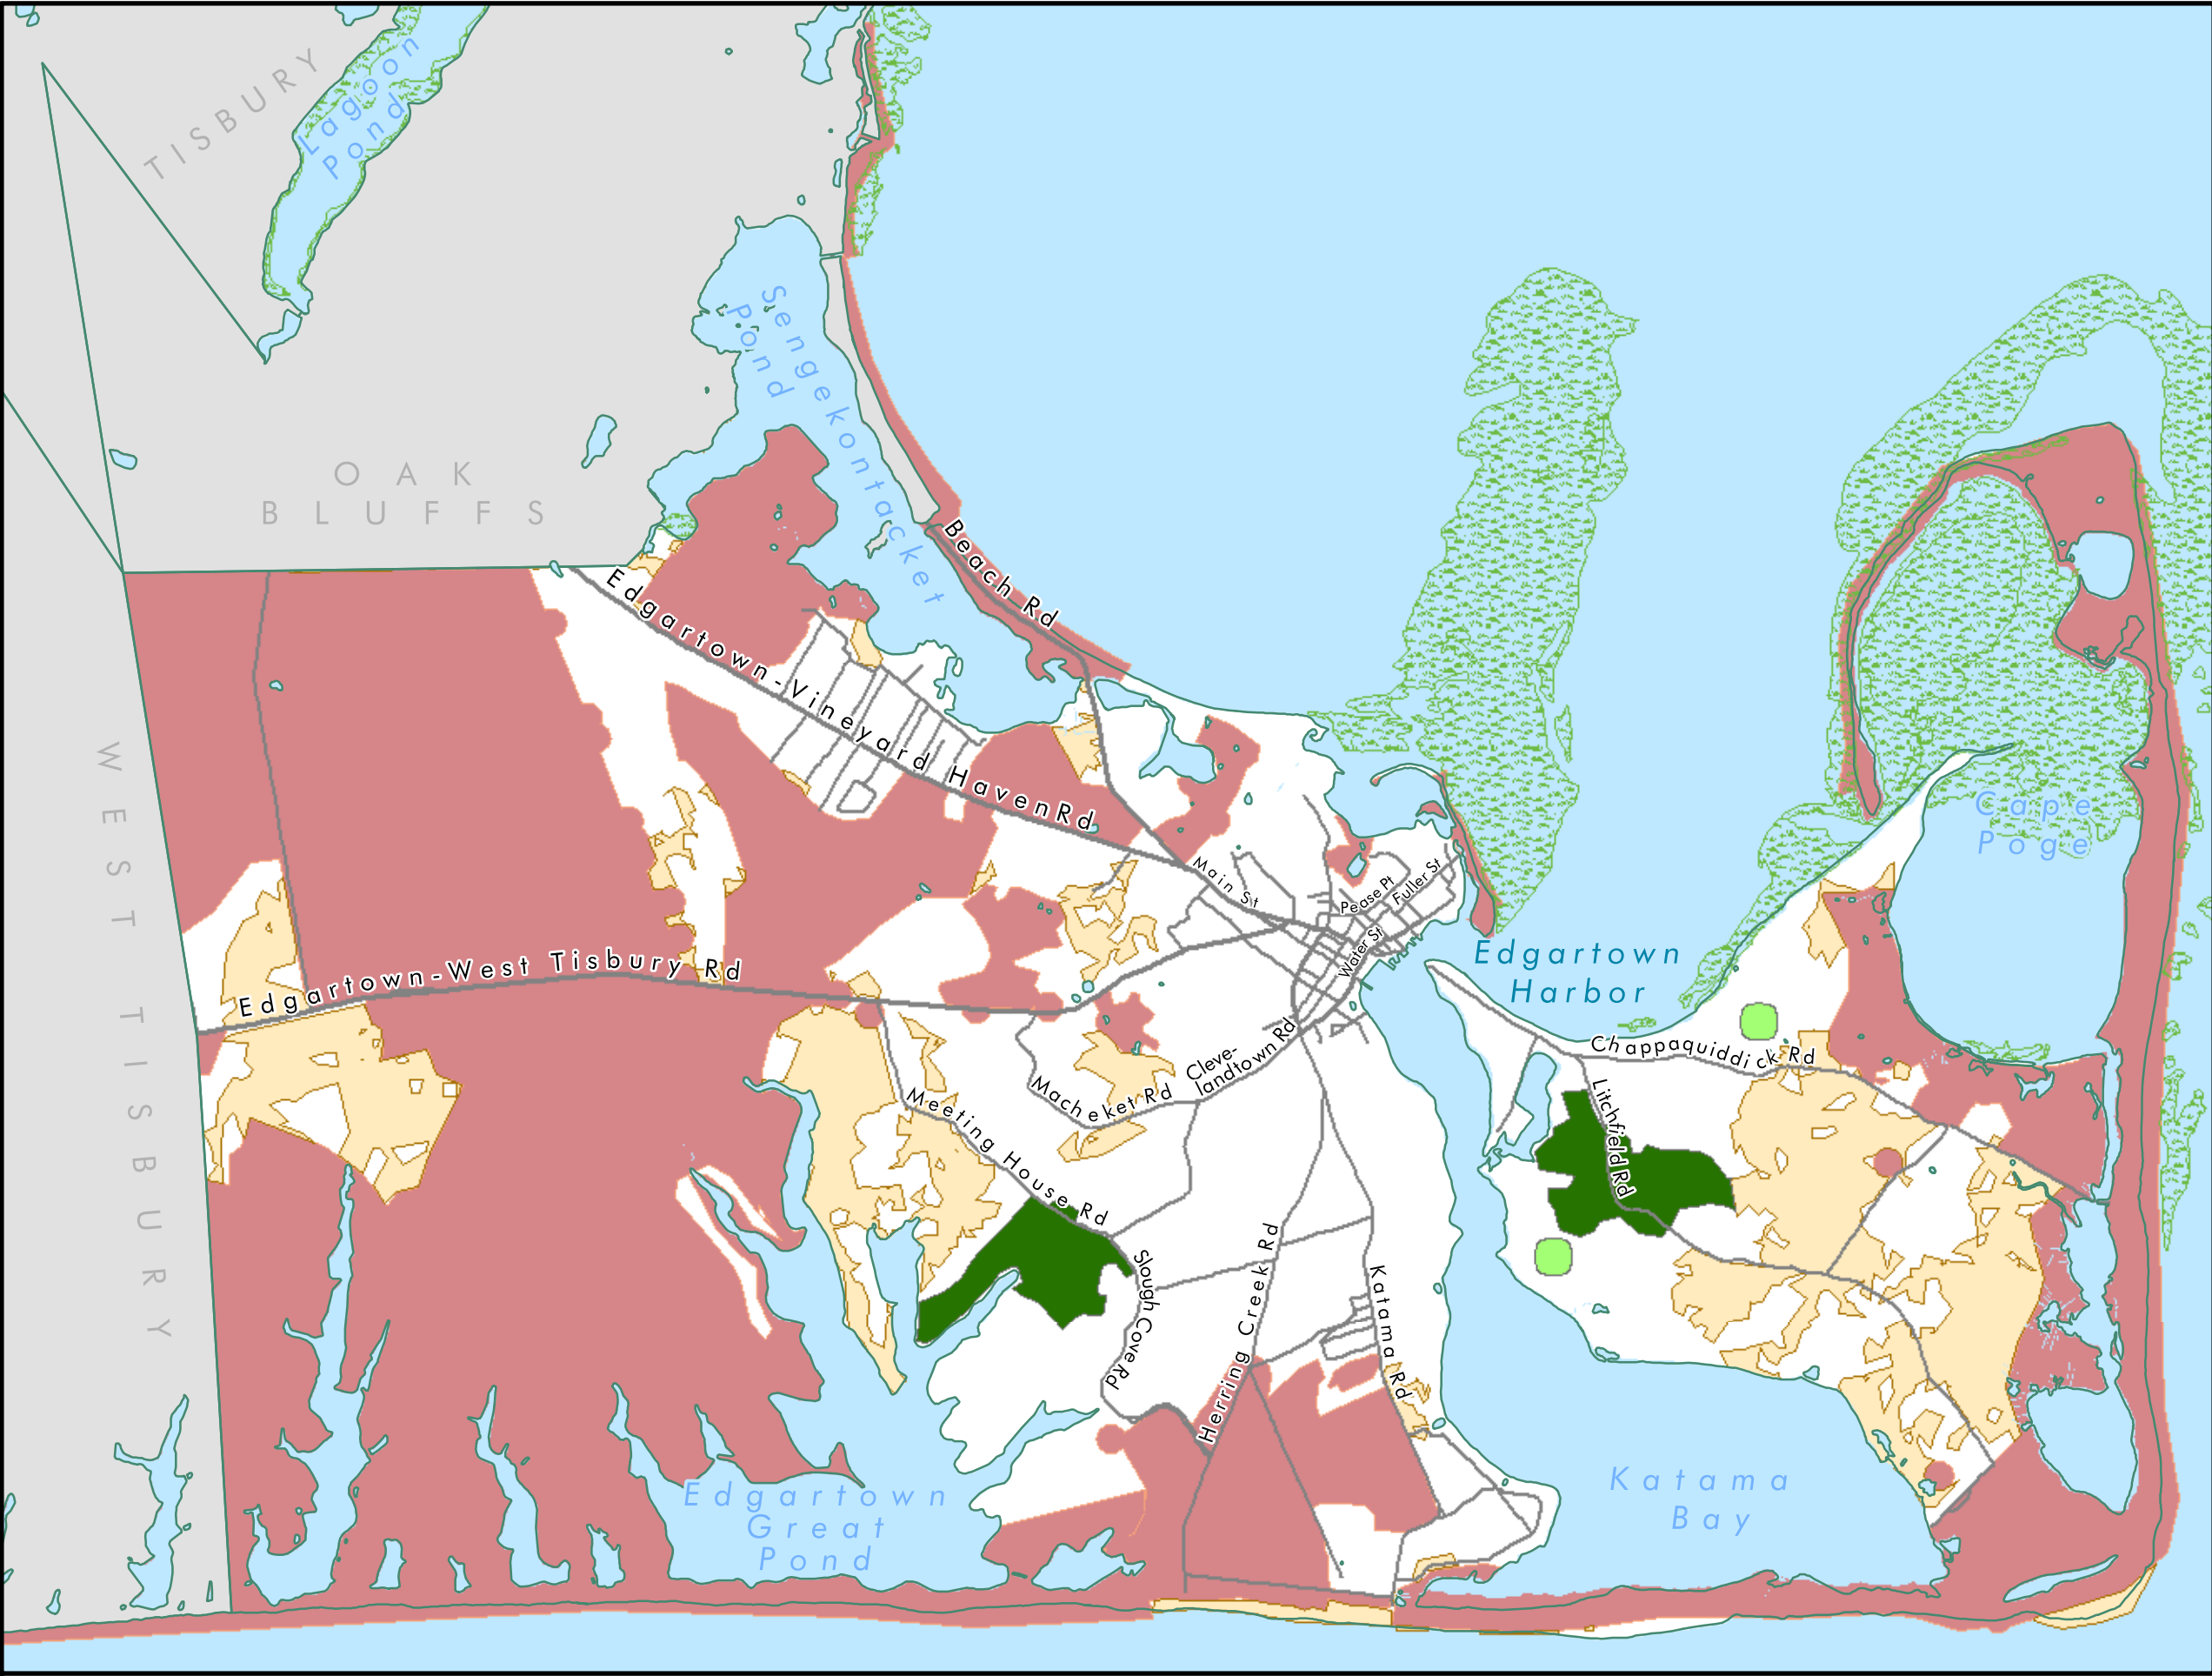 TISBURY
Lagoon
Pond
Sengekontacket
Pond
OAK
BLUFFS
Beach Rd
Edgartown-Vineyard Haven Rd
WEST TISBURY
Main St
Pease Pt
Fuller St
Water St
Cape
Poge
Edgartown
Harbor
Edgartown-West Tisbury Rd
Chappaquiddick Rd
Cleve-
landtown Rd
Macheket Rd
Meeting House Rd
Litchfield Rd
Slough Cove Rd
Herring Creek Rd
Katama Rd
Edgartown
Great
Pond
Katama
Bay